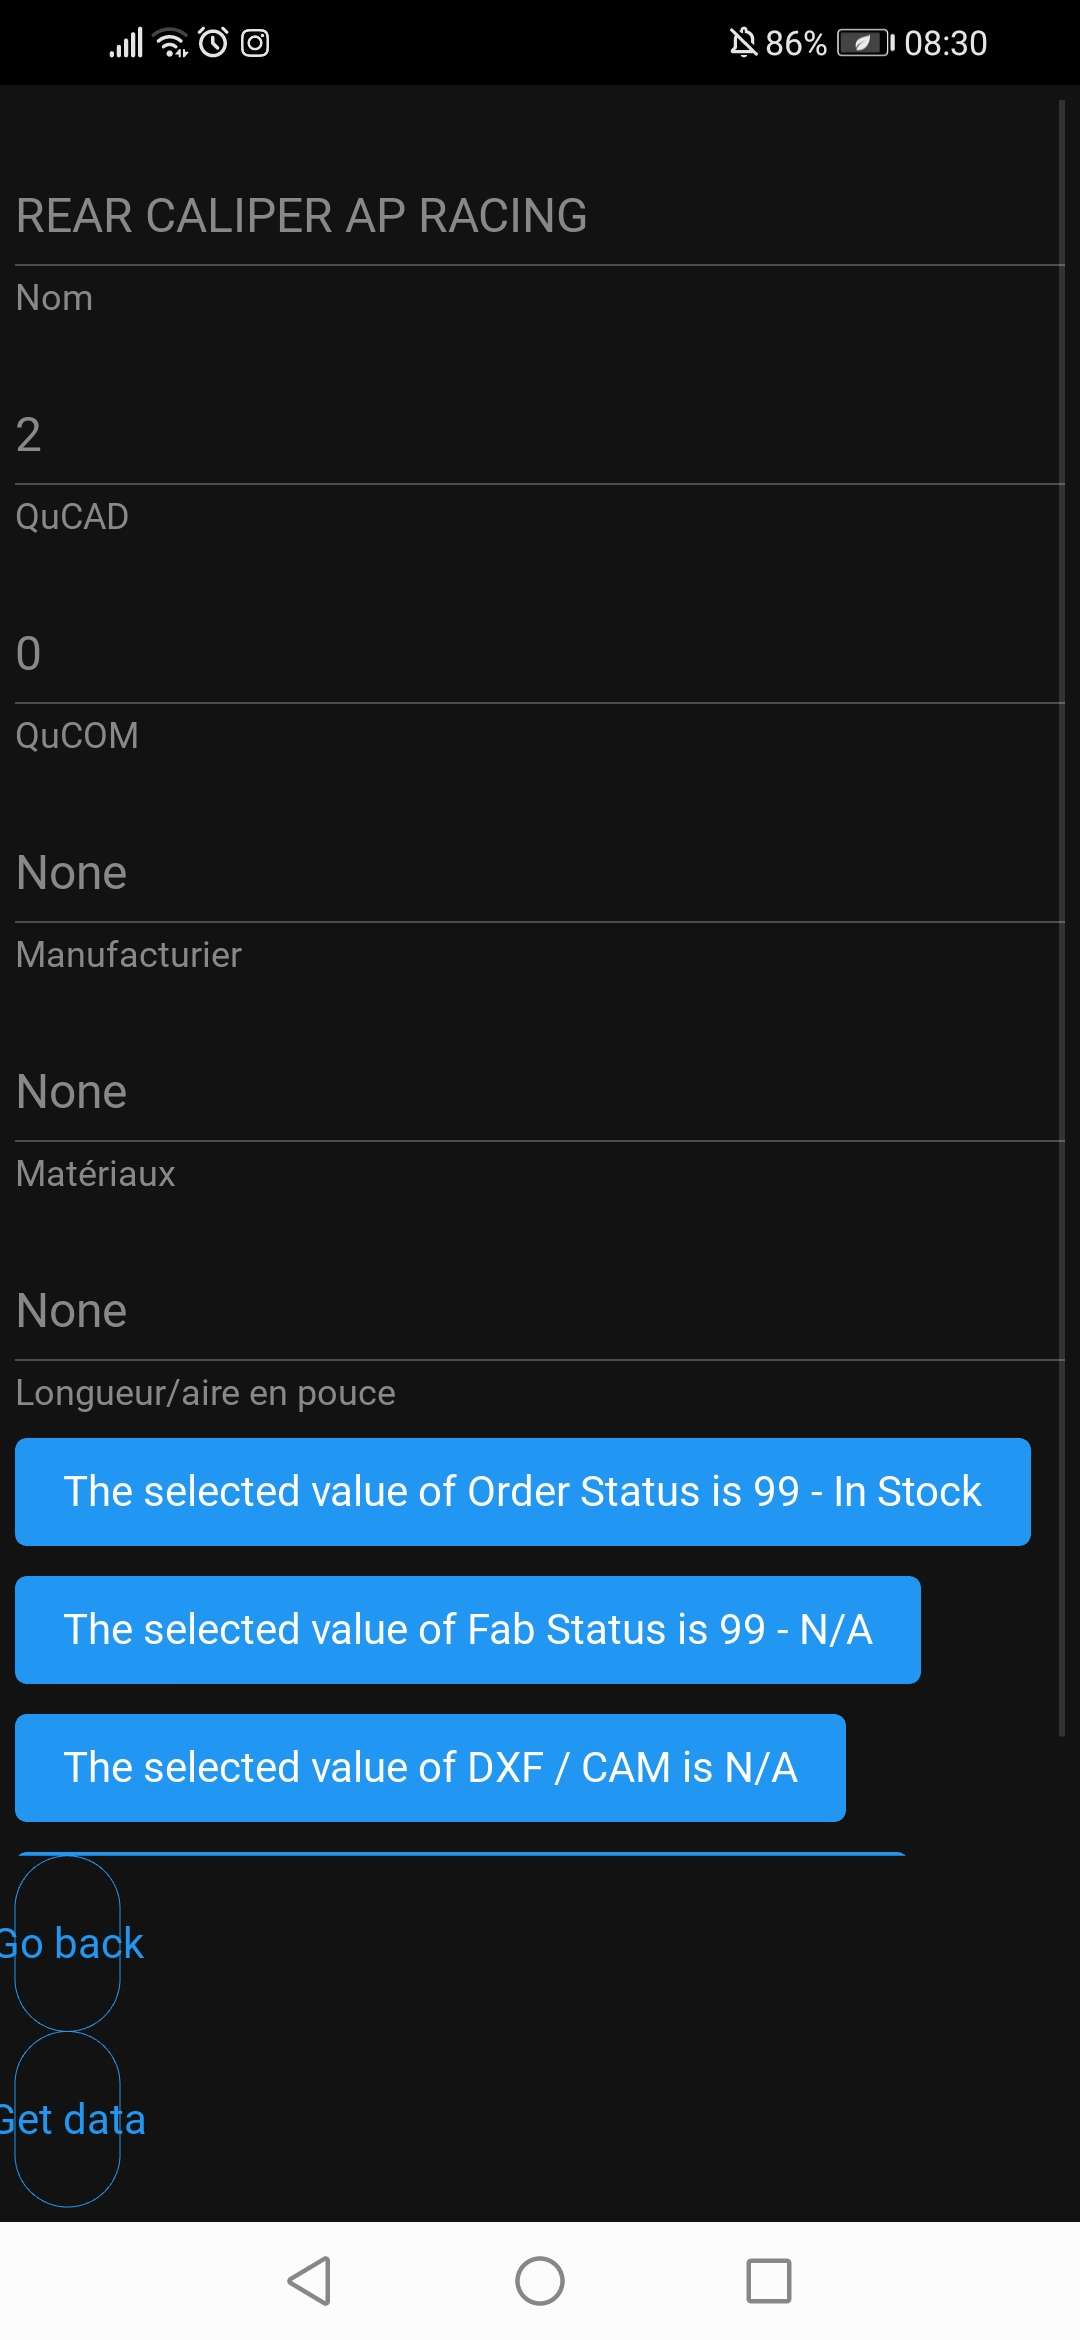 86% 08:30
REAR CALIPER AP RACING
Nom
2
QuCAD
0
QuCOM
None
Manufacturier
None
Matériaux
None
Longueur/aire en pouce
The selected value of Order Status is 99 - In Stock
The selected value of Fab Status is 99 - N/A
The selected value of DXF / CAM is N/A
Go back
Get data